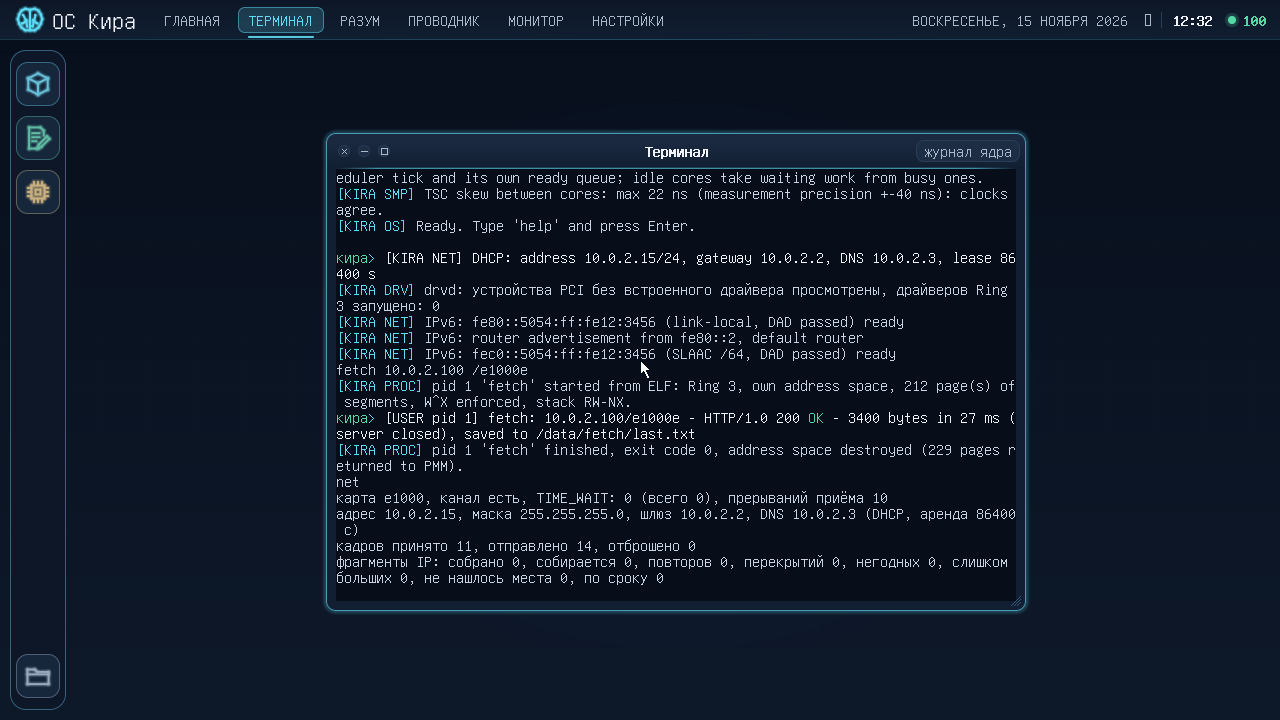 ОС Кира
ГЛАВНАЯ
ТЕРМИНАЛ
РАЗУМ
ПРОВОДНИК
МОНИТОР
НАСТРОЙКИ
ВОСКРЕСЕНЬЕ, 15 НОЯБРЯ 2026
12:32
100
Терминал
журнал ядра
eduler tick and its own ready queue; idle cores take waiting work from busy ones.
[KIRA SMP] TSC skew between cores: max 22 ns (measurement precision +-40 ns): clocks
agree.
[KIRA OS] Ready. Type 'help' and press Enter.
кира> [KIRA NET] DHCP: address 10.0.2.15/24, gateway 10.0.2.2, DNS 10.0.2.3, lease 86
400 s
[KIRA DRV] drvd: устройства PCI без встроенного драйвера просмотрены, драйверов Ring
3 запущено: 0
[KIRA NET] IPv6: fe80::5054:ff:fe12:3456 (link-local, DAD passed) ready
[KIRA NET] IPv6: router advertisement from fe80::2, default router
[KIRA NET] IPv6: fec0::5054:ff:fe12:3456 (SLAAC /64, DAD passed) ready
fetch 10.0.2.100 /e1000e
[KIRA PROC] pid 1 'fetch' started from ELF: Ring 3, own address space, 212 page(s) of
segments, W^X enforced, stack RW-NX.
кира> [USER pid 1] fetch: 10.0.2.100/e1000e - HTTP/1.0 200 OK - 3400 bytes in 27 ms (
server closed), saved to /data/fetch/last.txt
[KIRA PROC] pid 1 'fetch' finished, exit code 0, address space destroyed (229 pages r
eturned to PMM).
net
карта e1000, канал есть, TIME_WAIT: 0 (всего 0), прерываний приёма 10
адрес 10.0.2.15, маска 255.255.255.0, шлюз 10.0.2.2, DNS 10.0.2.3 (DHCP, аренда 86400
с)
кадров принято 11, отправлено 14, отброшено 0
фрагменты IP: собрано 0, собирается 0, повторов 0, перекрытий 0, негодных 0, слишком
больших 0, не нашлось места 0, по сроку 0